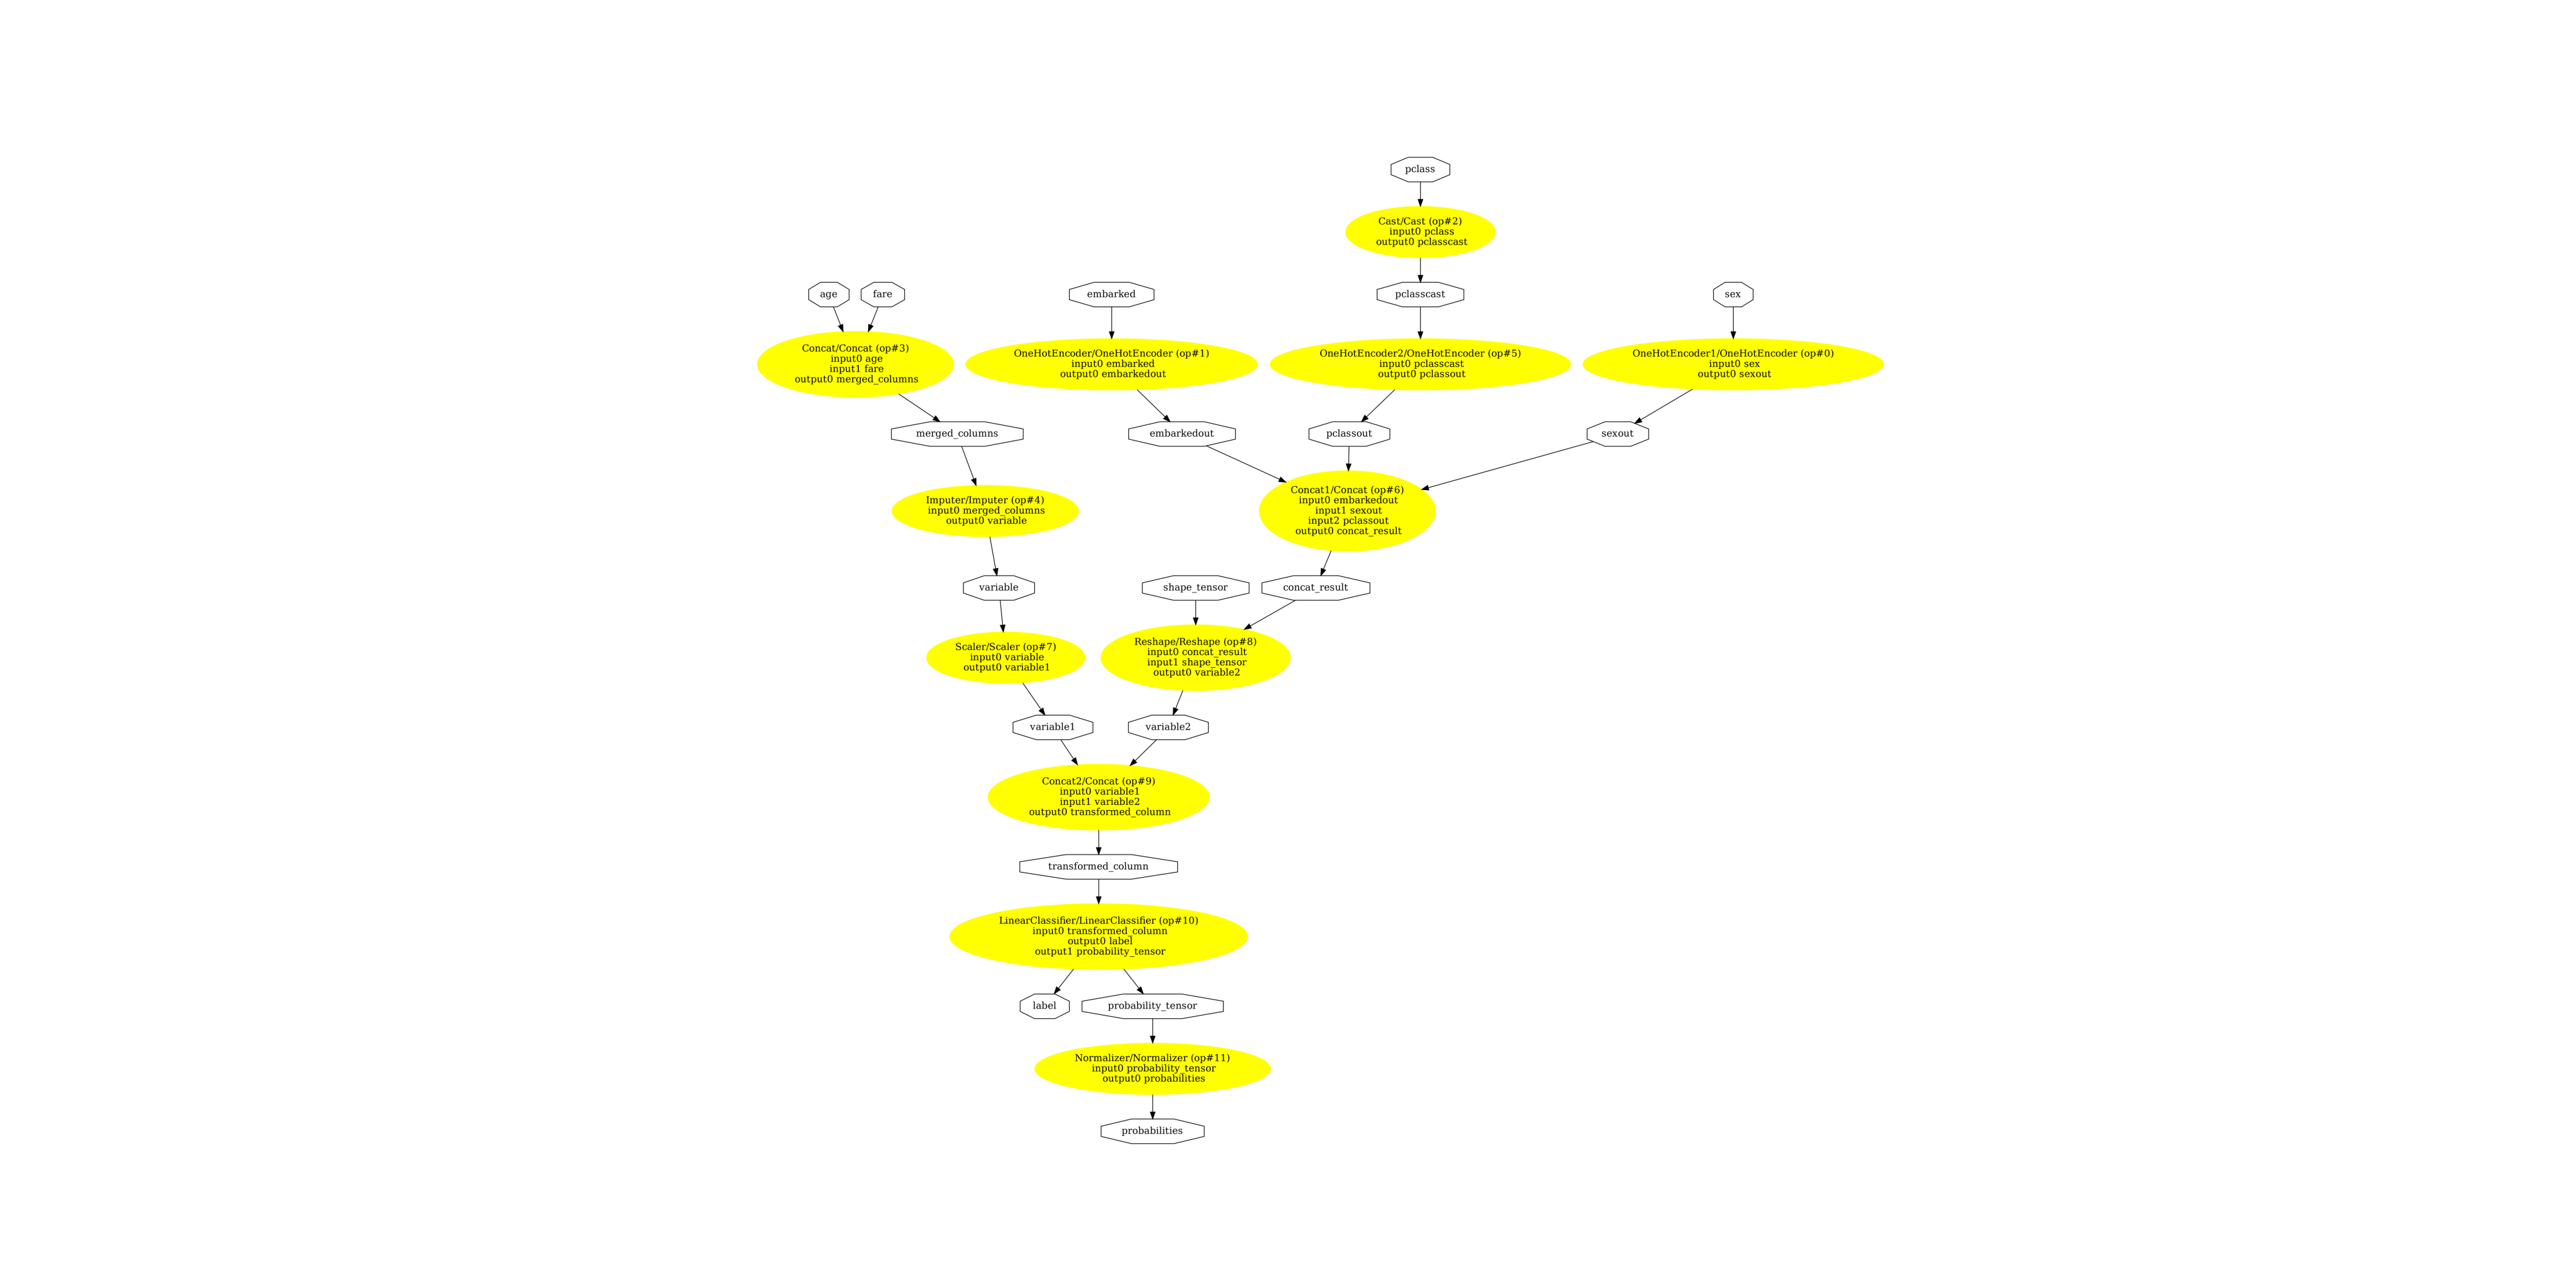 pclass
Cast/Cast (op#2)
input0 pclass
output0 pclasscast
age
fare
embarked
pclasscast
sex
Concat/Concat (op#3)
input0 age
input1 fare
output0 merged_columns
OneHotEncoder/OneHotEncoder (op#1)
input0 embarked
output0 embarkedout
OneHotEncoder2/OneHotEncoder (op#5)
input0 pclasscast
output0 pclassout
OneHotEncoder1/OneHotEncoder (op#0)
input0 sex
output0 sexout
merged_columns
embarkedout
pclassout
sexout
Imputer/Imputer (op#4)
input0 merged_columns
output0 variable
Concat1/Concat (op#6)
input0 embarkedout
input1 sexout
input2 pclassout
output0 concat_result
variable
shape_tensor
concat_result
Scaler/Scaler (op#7)
input0 variable
output0 variable1
Reshape/Reshape (op#8)
input0 concat_result
input1 shape_tensor
output0 variable2
variable1
variable2
Concat2/Concat (op#9)
input0 variable1
input1 variable2
output0 transformed_column
transformed_column
LinearClassifier/LinearClassifier (op#10)
input0 transformed_column
output0 label
output1 probability_tensor
label
probability_tensor
Normalizer/Normalizer (op#11)
input0 probability_tensor
output0 probabilities
probabilities